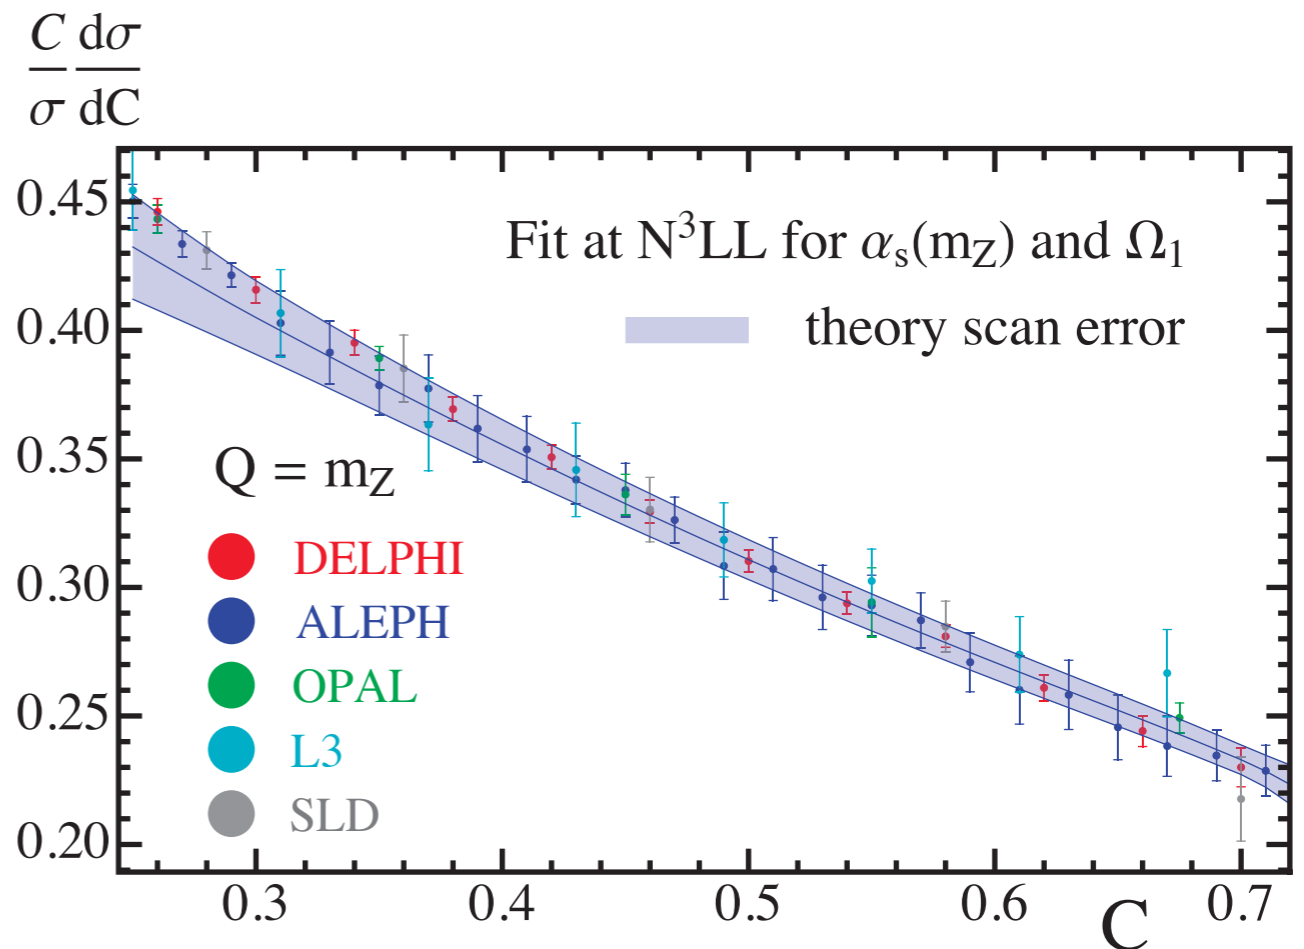 C dσ
σ dC
0.45
0.40
0.35
0.30
0.25
0.20
Fit at N³LL for αₛ(m_Z) and Ω₁
theory scan error
Q = m_Z
DELPHI
ALEPH
OPAL
L3
SLD
0.3 0.4 0.5 0.6 C 0.7